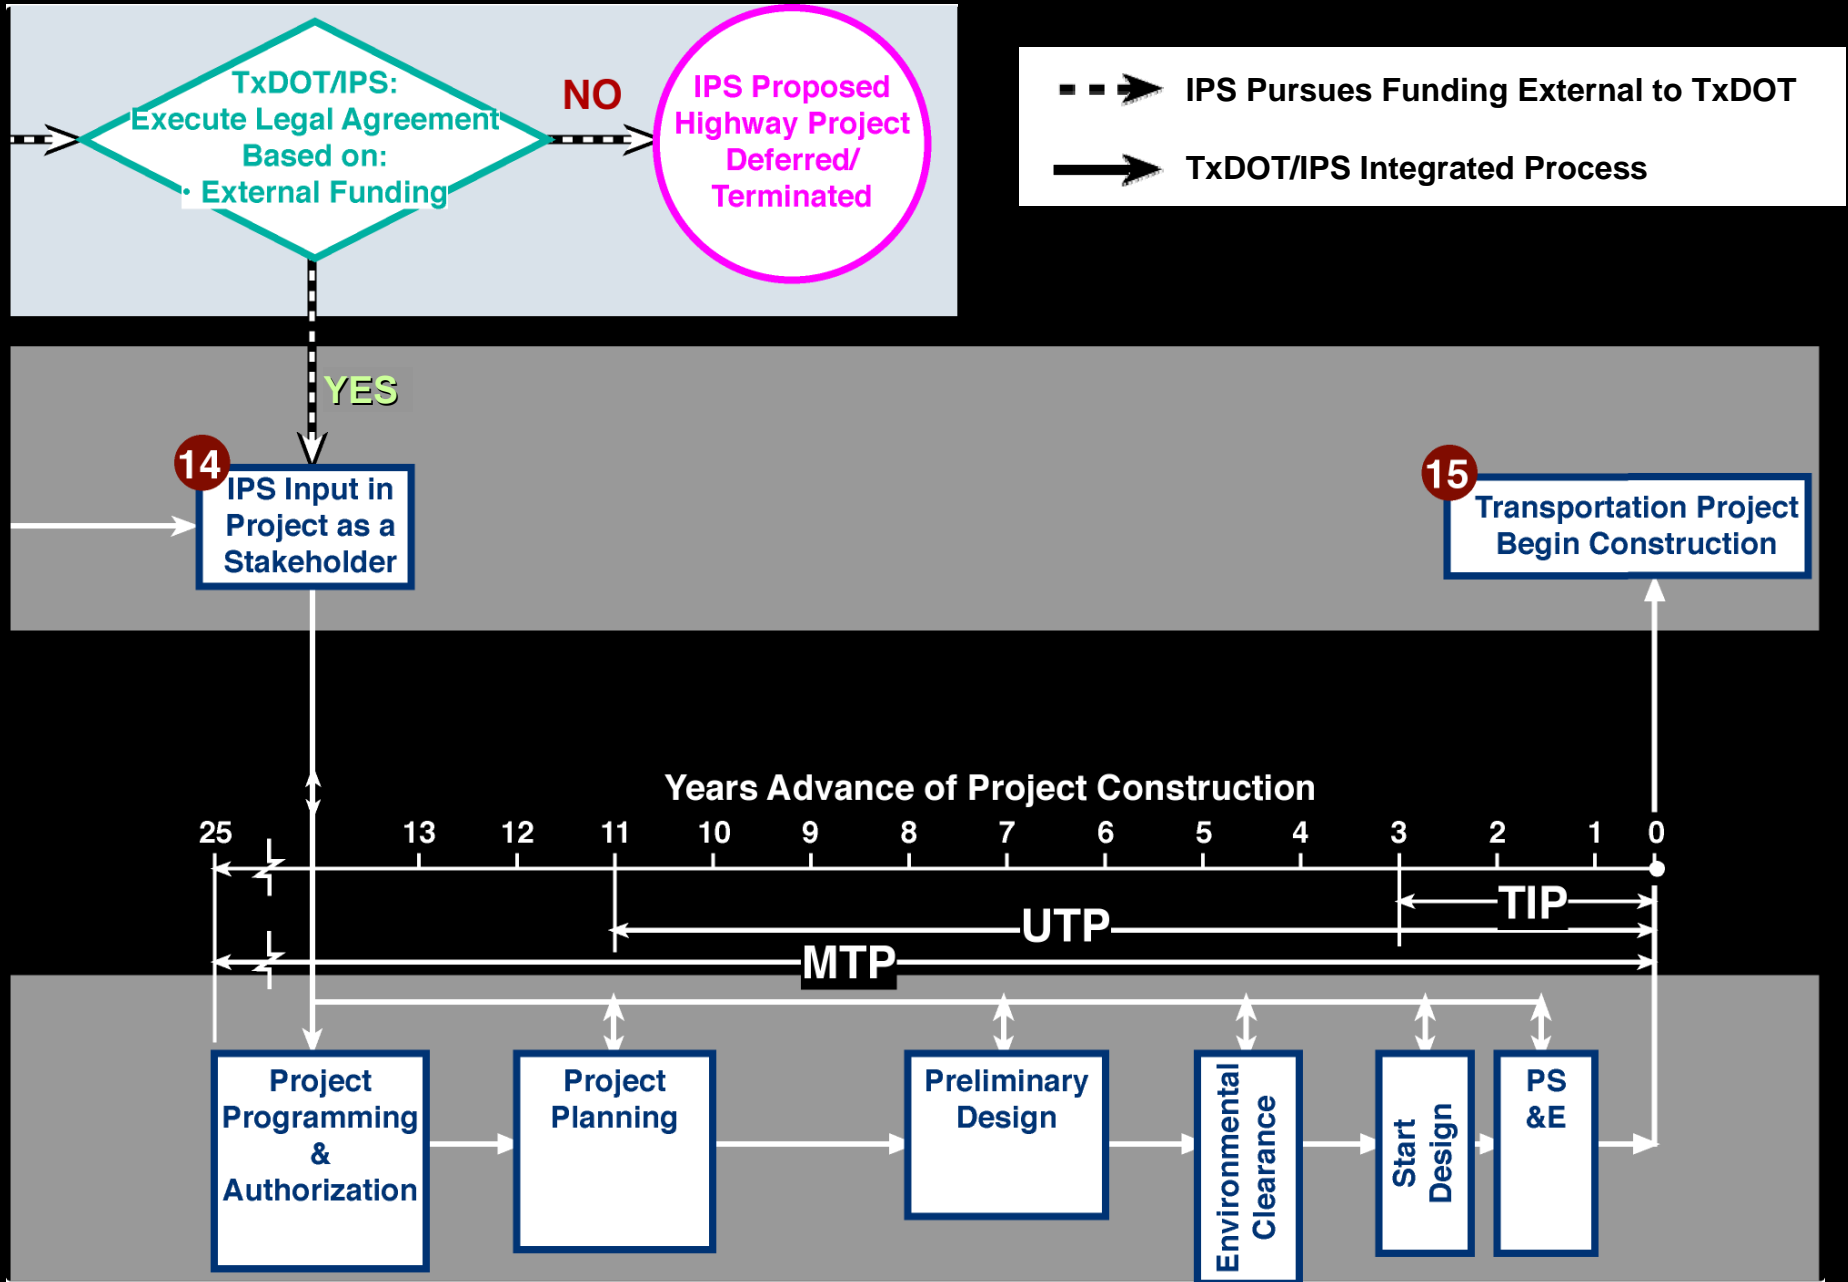 TxDOT/IPS:
Execute Legal Agreement
Based on:
• External Funding
NO
IPS Proposed
Highway Project
Deferred/
Terminated
IPS Pursues Funding External to TxDOT
TxDOT/IPS Integrated Process
YES
14
IPS Input in
Project as a
Stakeholder
15
Transportation Project
Begin Construction
Years Advance of Project Construction
25 13 12 11 10 9 8 7 6 5 4 3 2 1 0
TIP
UTP
MTP
Project
Programming
&
Authorization
Project
Planning
Preliminary
Design
Environmental
Clearance
Start
Design
PS
&E